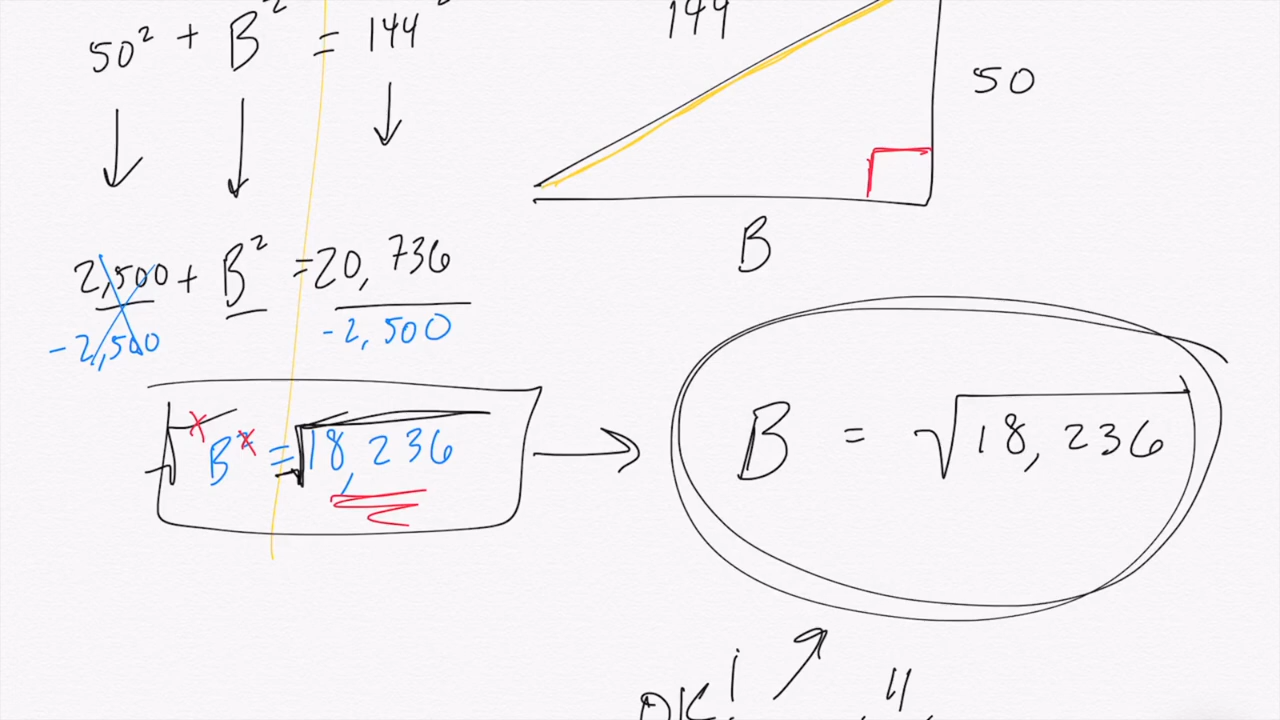 50² + B² = 144²
144
50
B
2,500 + B² = 20,736
-2,500 -2,500
√B² = √18,236
B = √18,236
OK!